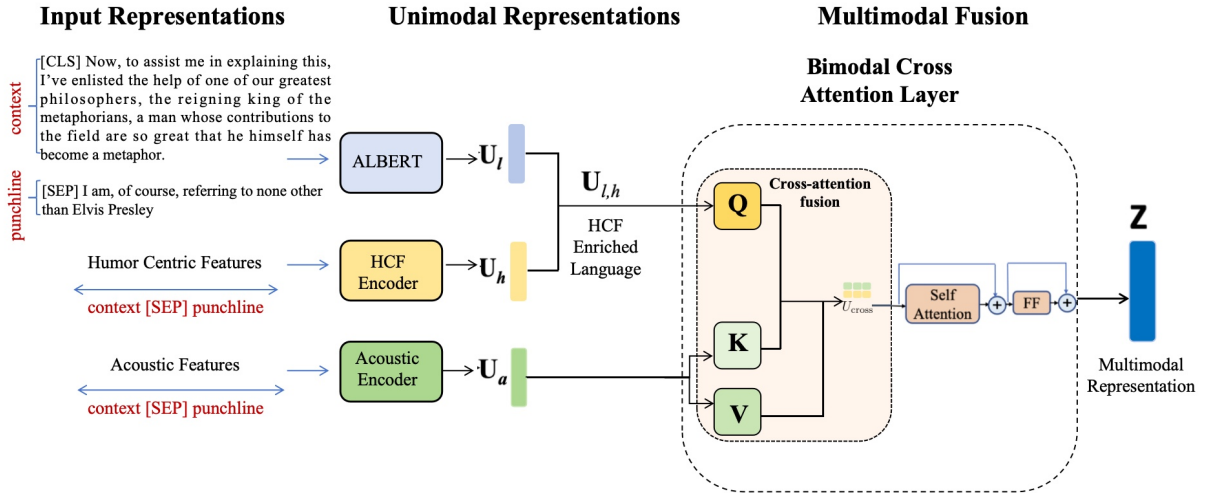 Input Representations
Unimodal Representations
Multimodal Fusion
context
[CLS] Now, to assist me in explaining this,
I've enlisted the help of one of our greatest
philosophers, the reigning king of the
metaphorians, a man whose contributions to
the field are so great that he himself has
become a metaphor.
punchline
[SEP] I am, of course, referring to none other
than Elvis Presley
Humor Centric Features
context [SEP] punchline
Acoustic Features
context [SEP] punchline
ALBERT
U_l
HCF
Encoder
U_h
Acoustic
Encoder
U_a
U_l,h
HCF
Enriched
Language
Bimodal Cross
Attention Layer
Cross-attention
fusion
Q
K
V
U_cross
Self
Attention
+
FF
+
Z
Multimodal
Representation